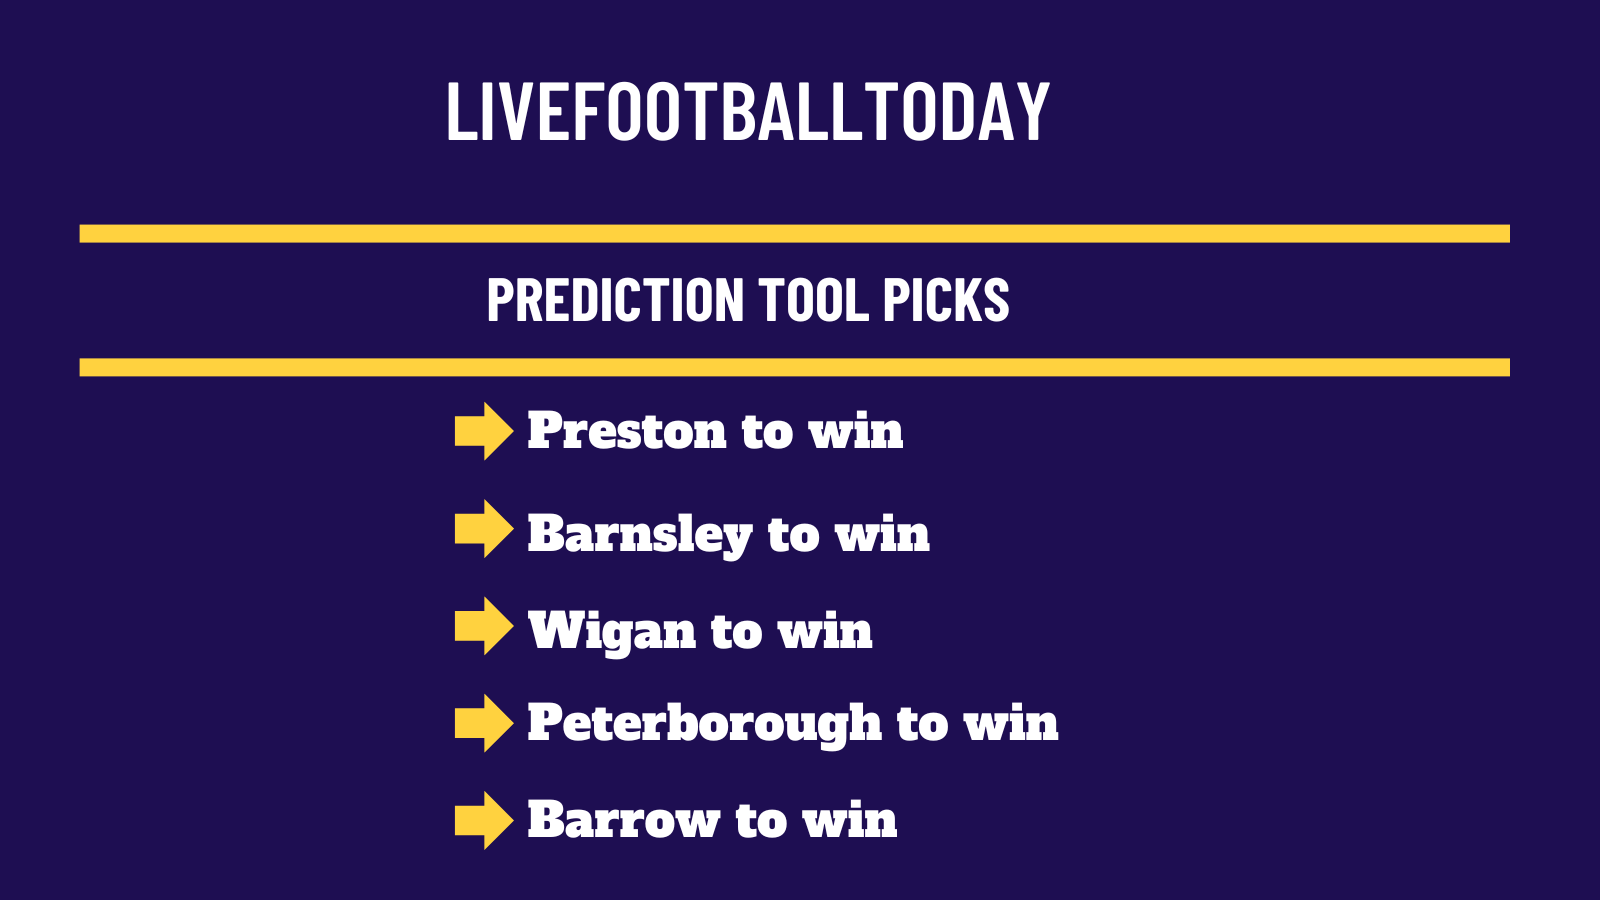 LIVEFOOTBALLTODAY
PREDICTION TOOL PICKS
Preston to win
Barnsley to win
Wigan to win
Peterborough to win
Barrow to win